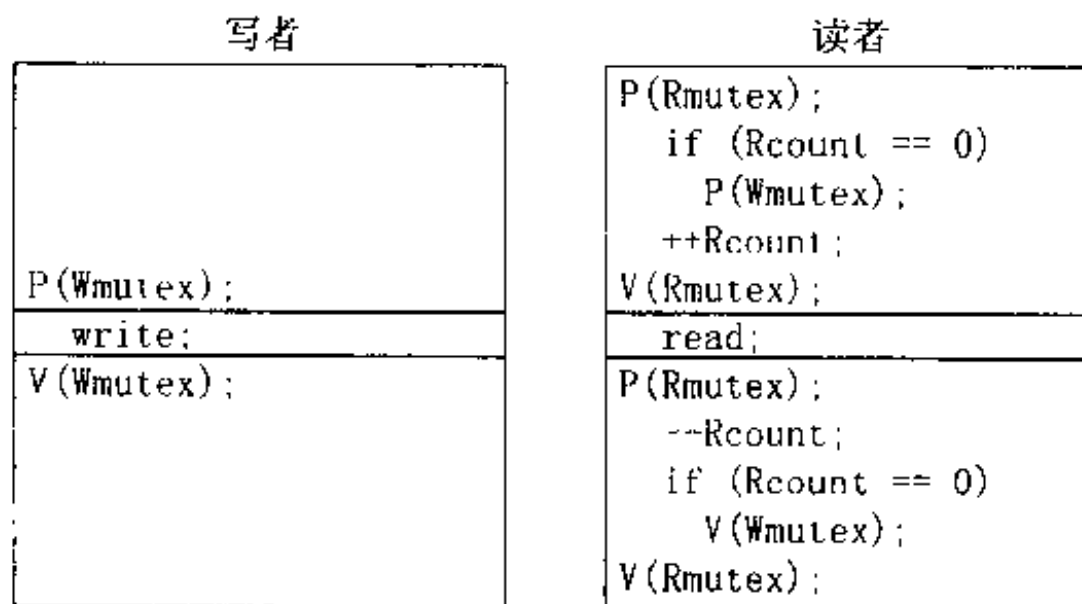 写者
P(Wmutex);
write;
V(Wmutex);
读者
P(Rmutex);
if (Rcount == 0)
P(Wmutex);
++Rcount;
V(Rmutex);
read;
P(Rmutex);
--Rcount;
if (Rcount == 0)
V(Wmutex);
V(Rmutex);